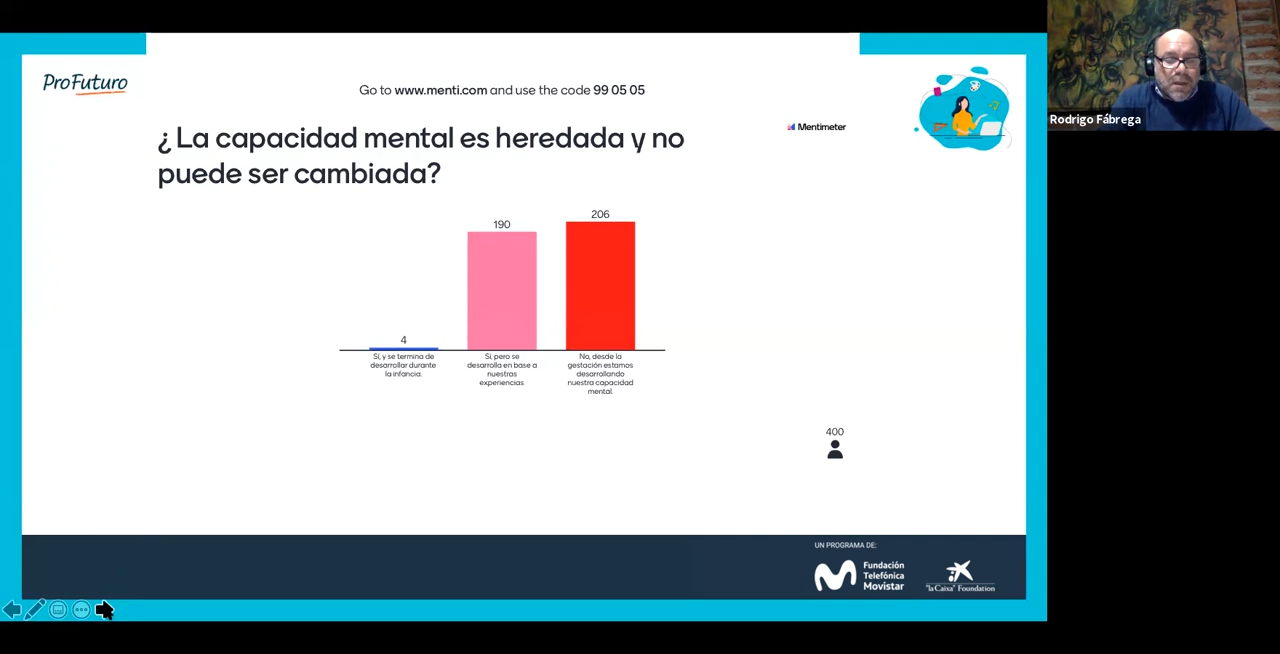 ProFuturo
Go to www.menti.com and use the code 99 05 05
Mentimeter
¿La capacidad mental es heredada y no
puede ser cambiada?
4
190
206
Sí, y se termina de
desarrollar durante
la infancia.
Sí, pero se
desarrolla en base a
nuestras
experiencias
No, desde la
gestación estamos
desarrollando
nuestra capacidad
mental.
400
UN PROGRAMA DE:
Fundación
Telefónica
Movistar
"la Caixa" Foundation
Rodrigo Fábrega